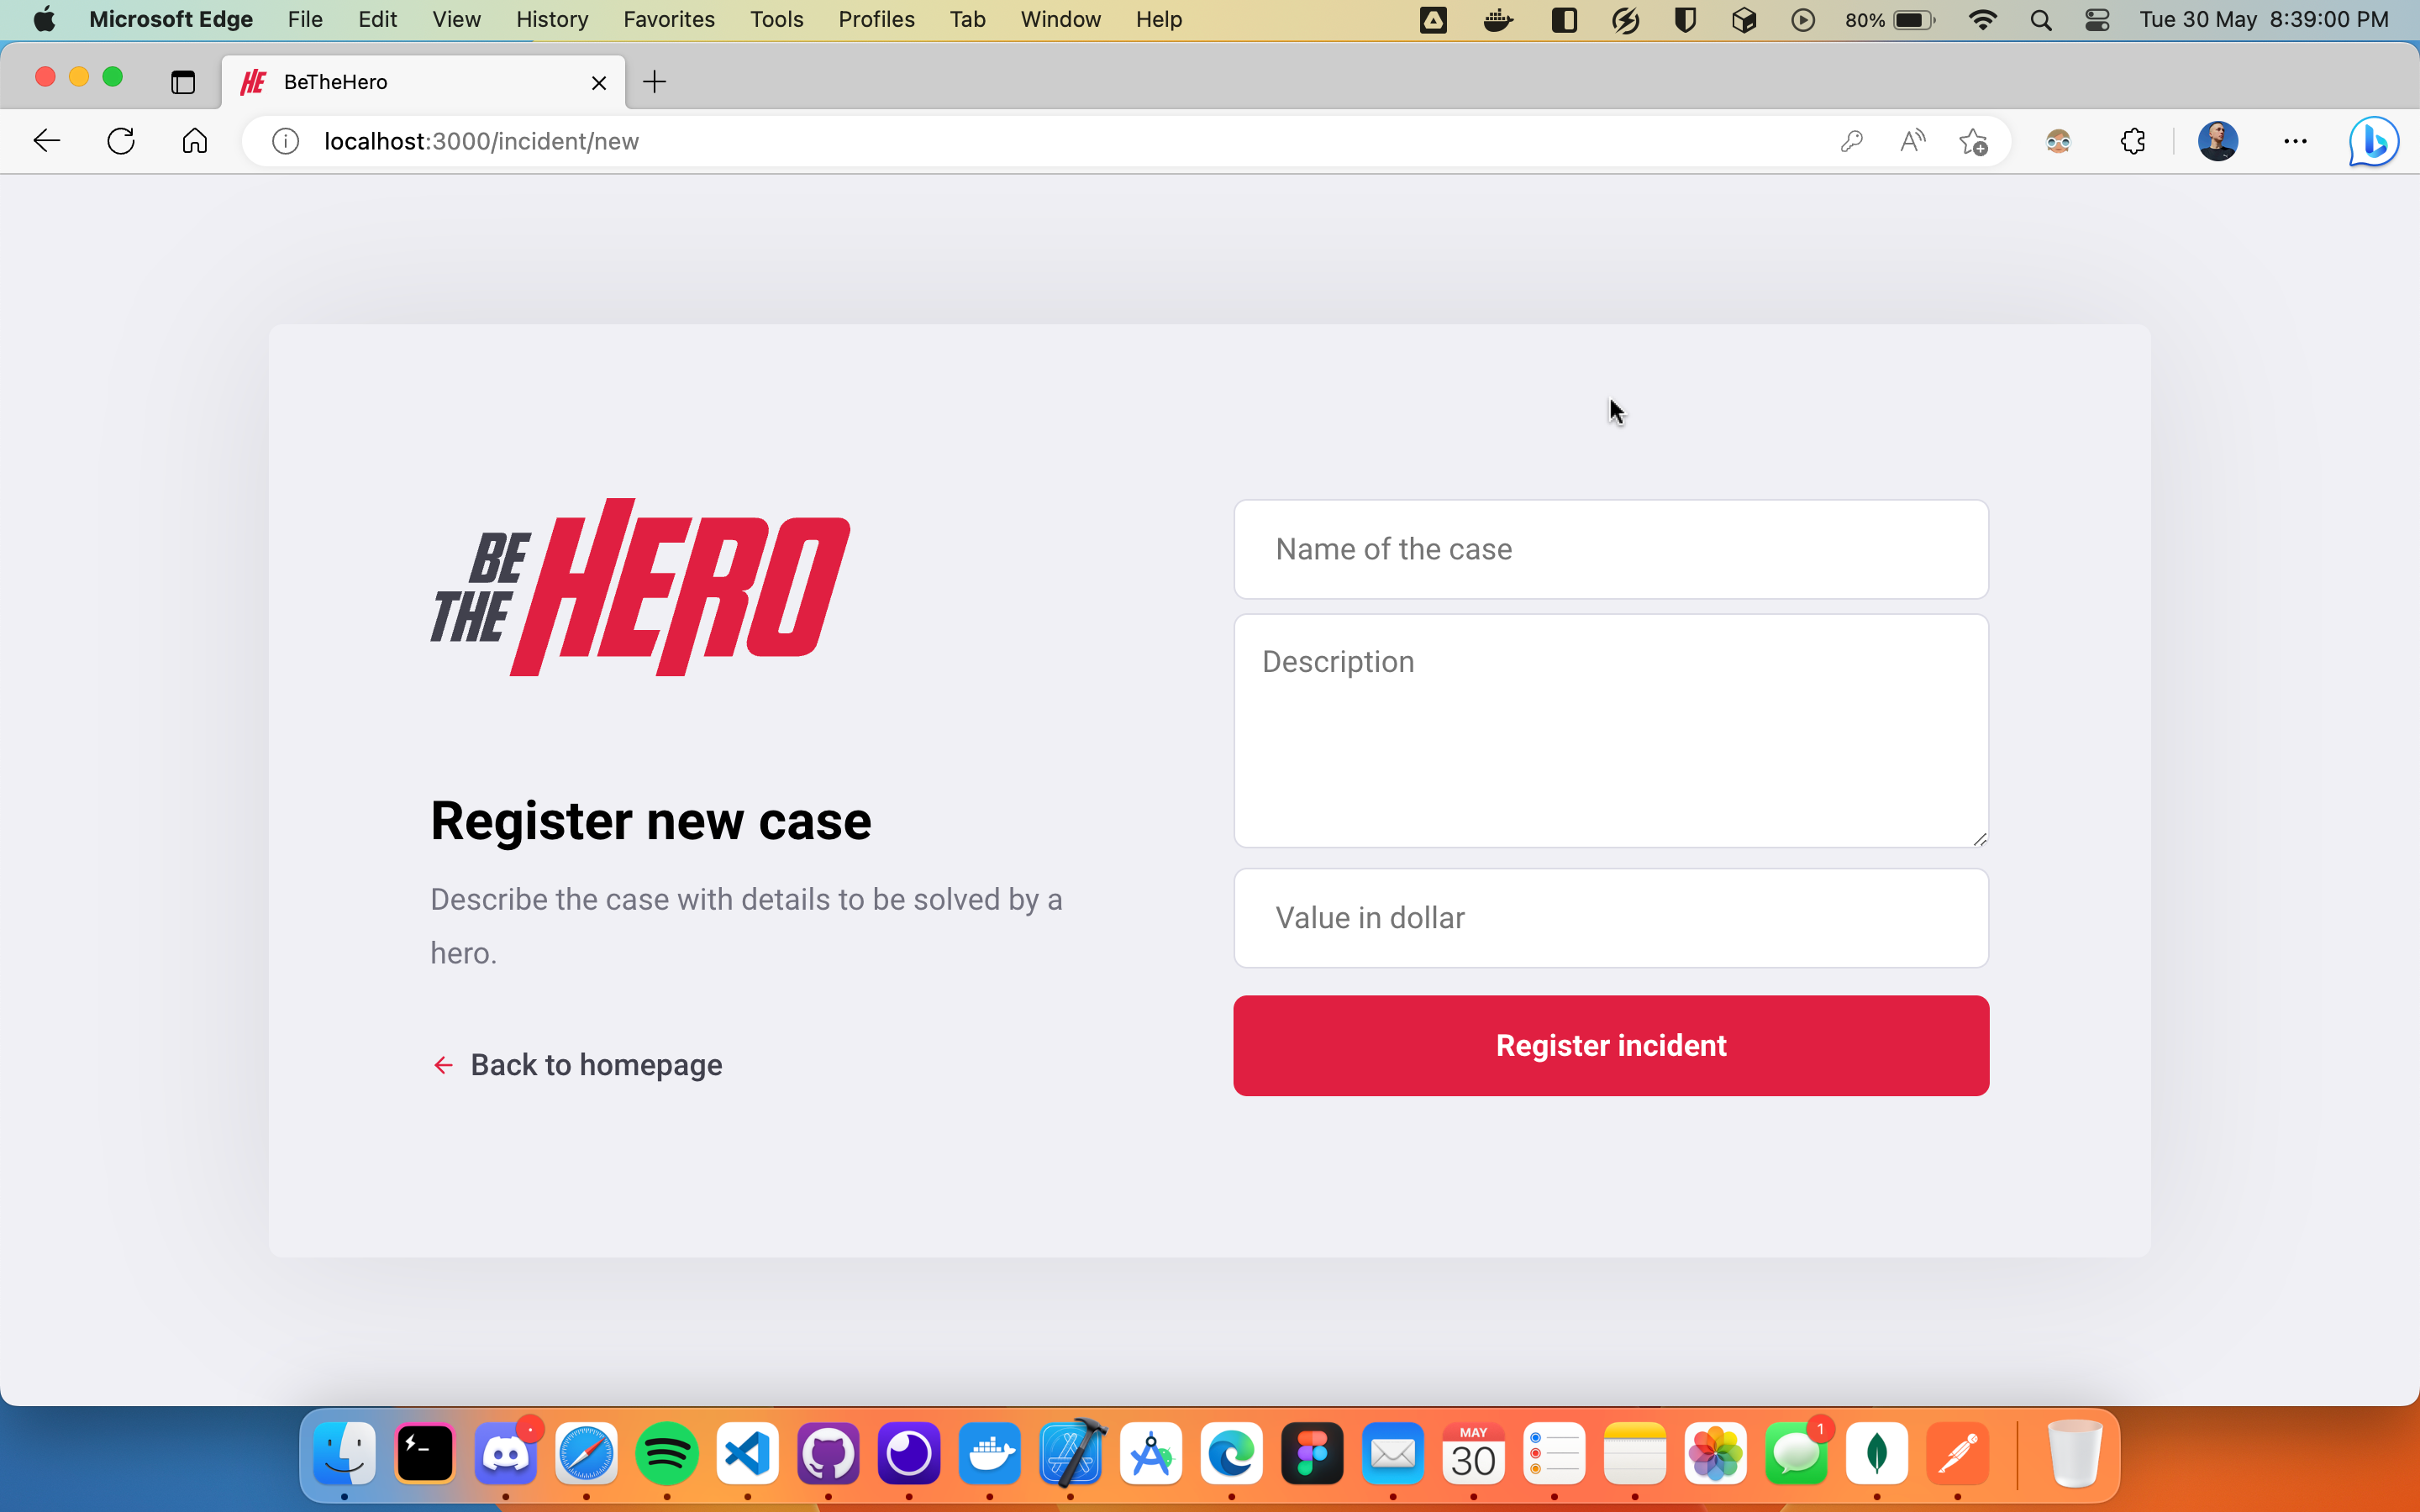 Microsoft Edge File Edit View History Favorites Tools Profiles Tab Window Help 80% Tue 30 May 8:39:00 PM
HE BeTheHero
localhost:3000/incident/new
BE
THE
HERO
Name of the case
Description
Register new case
Describe the case with details to be solved by a
hero.
Value in dollar
Back to homepage
Register incident
MAY
30
1